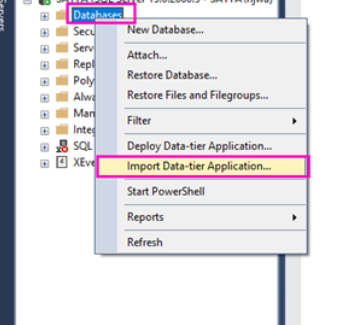 Databases
Secu
Serv
Repl
Poly
Alwa
Man
Integ
SQL
XEve
New Database...
Attach...
Restore Database...
Restore Files and Filegroups...
Filter
Deploy Data-tier Application...
Import Data-tier Application...
Start PowerShell
Reports
Refresh